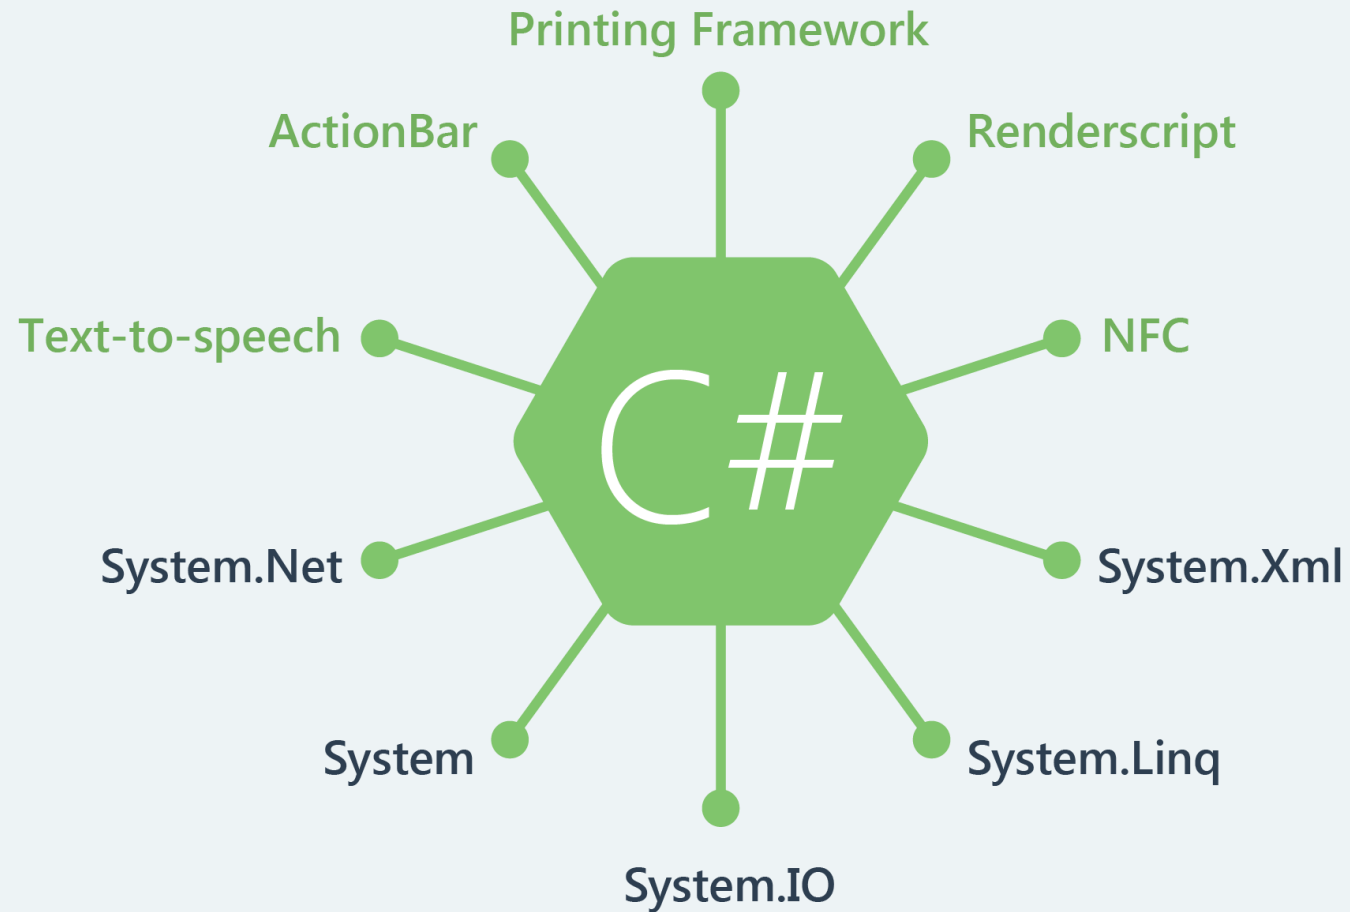 Printing Framework
ActionBar
Renderscript
Text-to-speech
NFC
C#
System.Net
System.Xml
System
System.Linq
System.IO